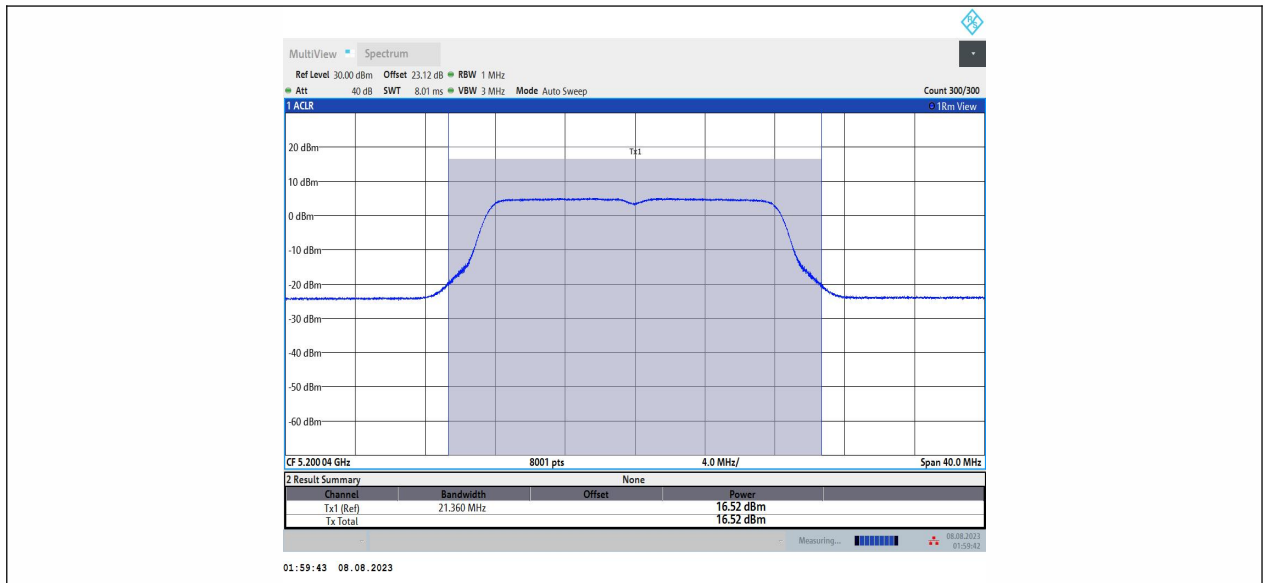 R S
MultiView Spectrum
Ref Level 30.00 dBm Offset 23.12 dB RBW 1 MHz
Att 40 dB SWT 8.01 ms VBW 3 MHz Mode Auto Sweep Count 300/300
1 ACLR 1Rm View
20 dBm
Tx1
10 dBm
0 dBm
-10 dBm
-20 dBm
-30 dBm
-40 dBm
-50 dBm
-60 dBm
CF 5.200 04 GHz 8001 pts 4.0 MHz/ Span 40.0 MHz
2 Result Summary None
Channel Bandwidth Offset Power
Tx1 (Ref) 21.360 MHz 16.52 dBm
Tx Total 16.52 dBm
Measuring... 08.08.2023
01:59:42
01:59:43 08.08.2023